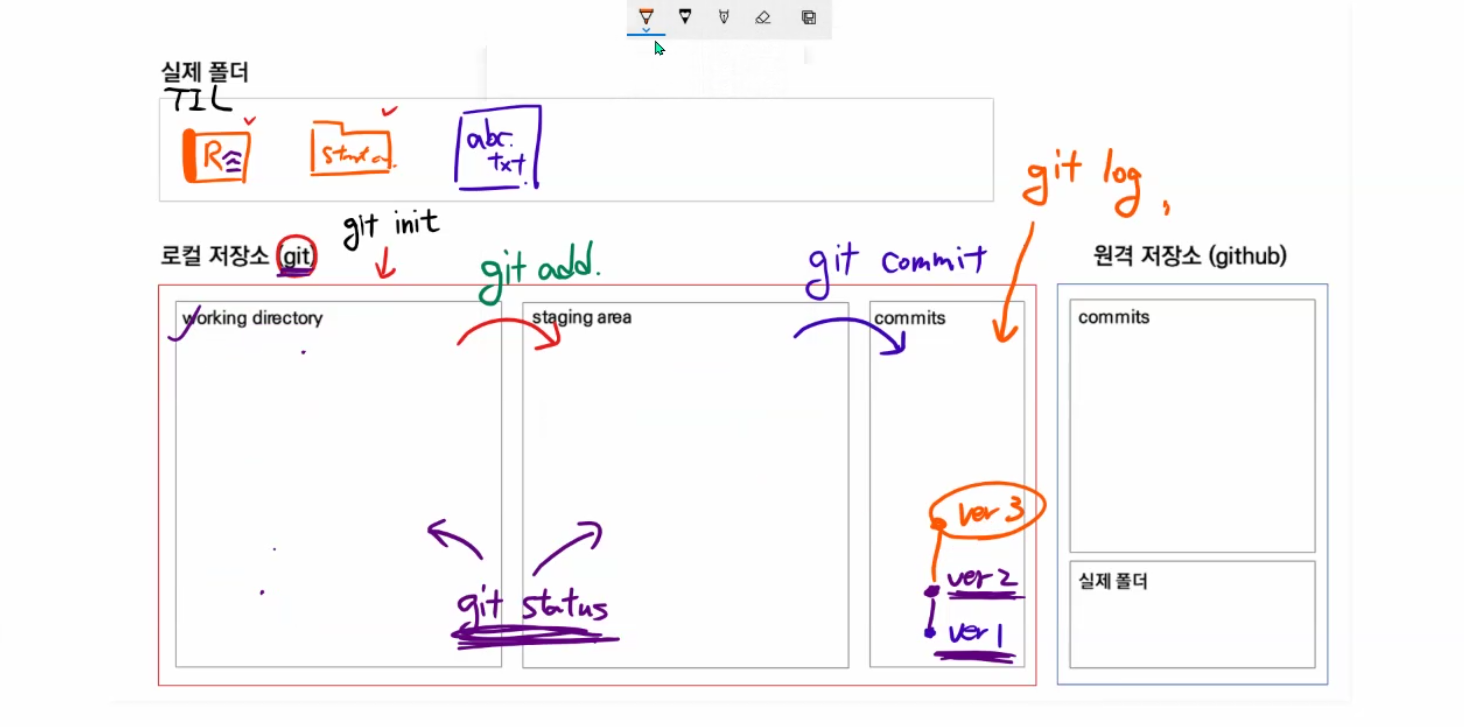 실제 폴더
TIL
R
abc.
txt
git log,
git init
로컬 저장소 (git)
git add.
git commit
원격 저장소 (github)
working directory
staging area
commits
commits
ver 3
ver 2
실제 폴더
git status
ver 1